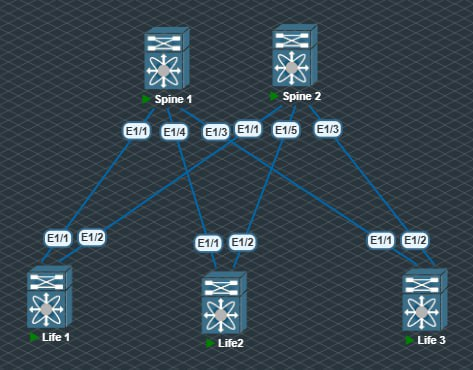 Spine 1
Spine 2
E1/1
E1/4
E1/3
E1/1
E1/5
E1/3
E1/1
E1/2
E1/1
E1/2
E1/1
E1/2
Life 1
Life2
Life 3